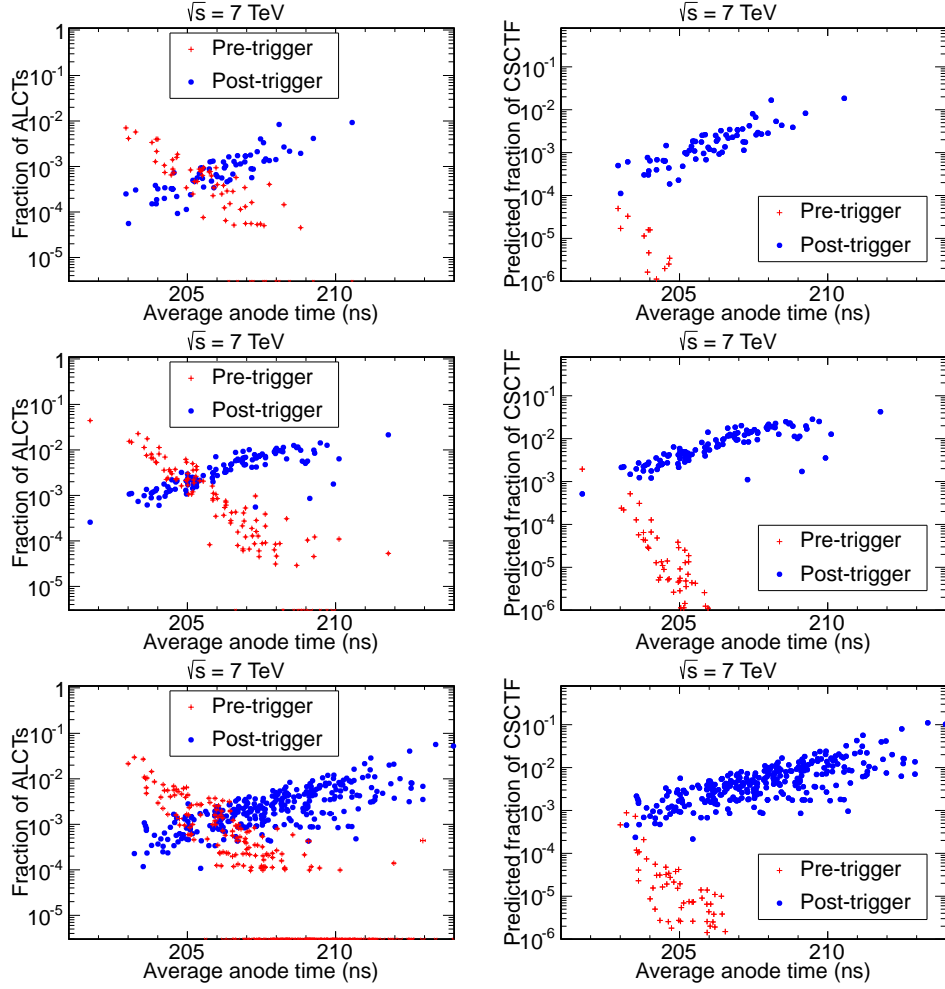 √s = 7 TeV
Fraction of ALCTs
1
10⁻¹
10⁻²
10⁻³
10⁻⁴
10⁻⁵
Pre-trigger
Post-trigger
205
210
Average anode time (ns)
√s = 7 TeV
Predicted fraction of CSCTF
10⁻¹
10⁻²
10⁻³
10⁻⁴
10⁻⁵
10⁻⁶
Pre-trigger
Post-trigger
205
210
Average anode time (ns)
√s = 7 TeV
Fraction of ALCTs
1
10⁻¹
10⁻²
10⁻³
10⁻⁴
10⁻⁵
Pre-trigger
Post-trigger
205
210
Average anode time (ns)
√s = 7 TeV
Predicted fraction of CSCTF
10⁻¹
10⁻²
10⁻³
10⁻⁴
10⁻⁵
10⁻⁶
Pre-trigger
Post-trigger
205
210
Average anode time (ns)
√s = 7 TeV
Fraction of ALCTs
1
10⁻¹
10⁻²
10⁻³
10⁻⁴
10⁻⁵
Pre-trigger
Post-trigger
205
210
Average anode time (ns)
√s = 7 TeV
Predicted fraction of CSCTF
10⁻¹
10⁻²
10⁻³
10⁻⁴
10⁻⁵
10⁻⁶
Pre-trigger
Post-trigger
205
210
Average anode time (ns)